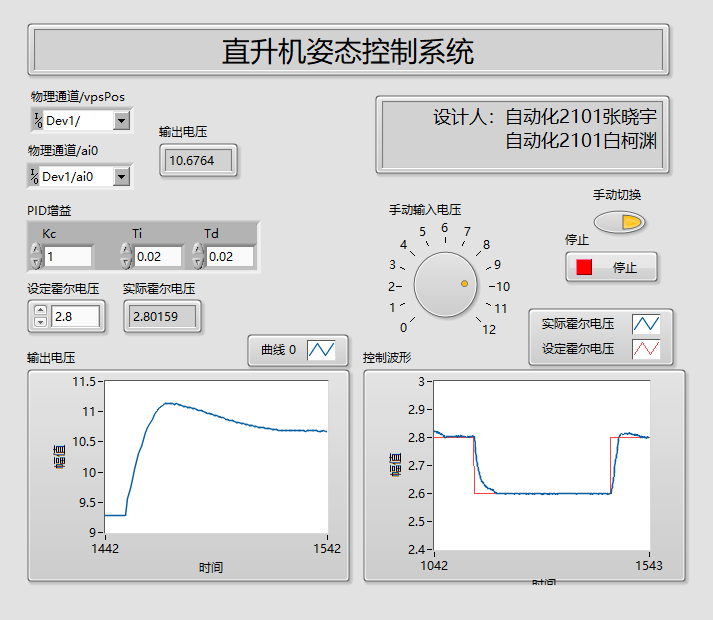 直升机姿态控制系统
物理通道/vpsPos
Dev1/
输出电压
10.6764
设计人：自动化2101张晓宇
自动化2101白柯渊
物理通道/ai0
Dev1/ai0
PID增益
Kc
Ti
Td
1
0.02
0.02
设定霍尔电压
实际霍尔电压
2.8
2.80159
手动输入电压
0
1
2
3
4
5
6
7
8
9
10
11
12
手动切换
停止
停止
实际霍尔电压
设定霍尔电压
输出电压
曲线 0
幅值
11.5
11
10.5
10
9.5
9
1442
1542
时间
控制波形
幅值
3
2.9
2.8
2.7
2.6
2.5
2.4
1042
1543
时间